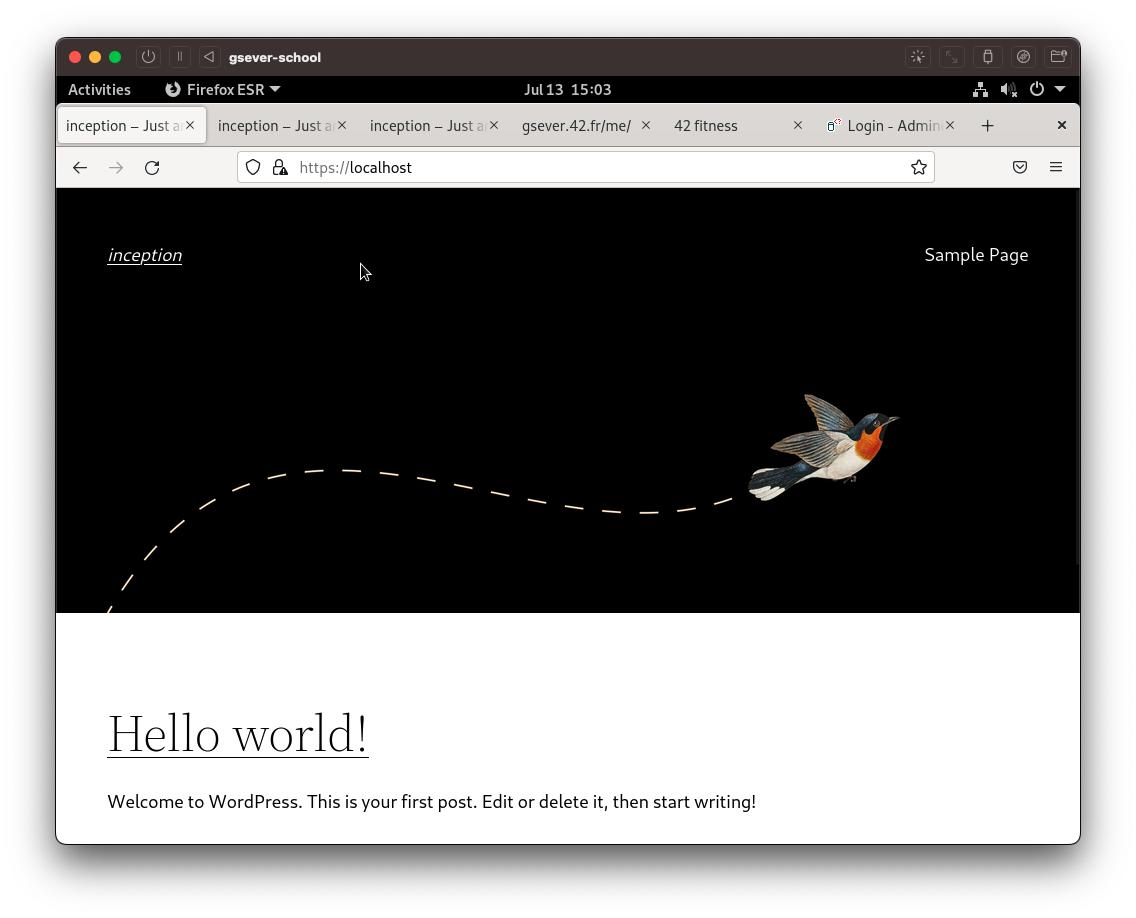 gsever-school
Activities Firefox ESR Jul 13 15:03
inception – Just a inception – Just a inception – Just a gsever.42.fr/me/ 42 fitness Login - Admin
https://localhost
inception Sample Page
Hello world!
Welcome to WordPress. This is your first post. Edit or delete it, then start writing!